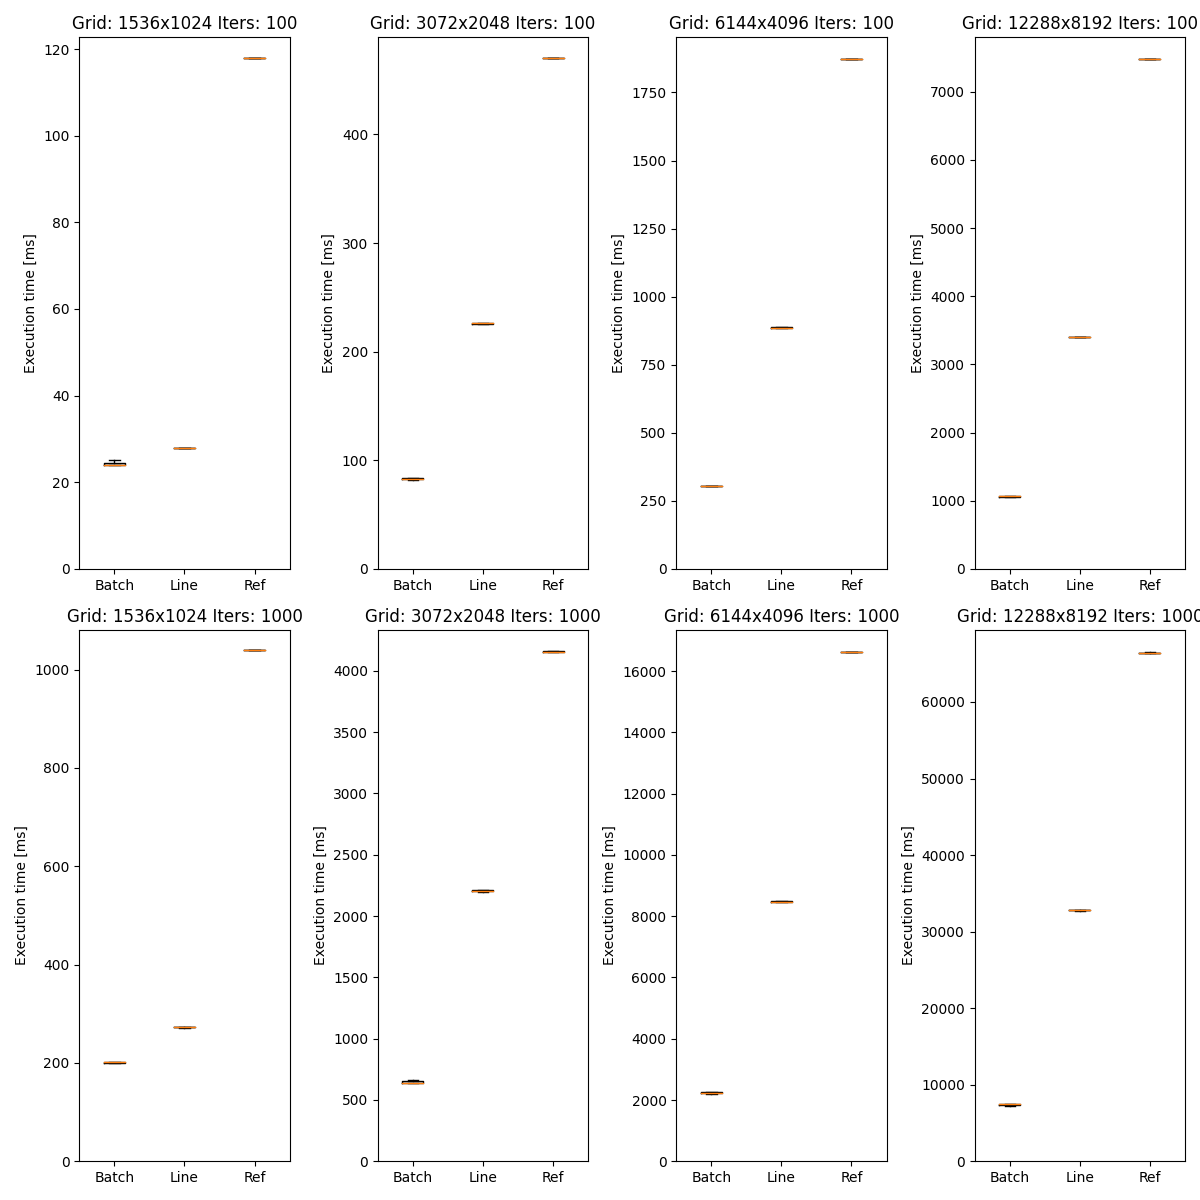 Grid: 1536x1024 Iters: 100
Execution time [ms]
120
100
80
60
40
20
0
Batch Line Ref
Grid: 3072x2048 Iters: 100
Execution time [ms]
400
300
200
100
0
Batch Line Ref
Grid: 6144x4096 Iters: 100
Execution time [ms]
1750
1500
1250
1000
750
500
250
0
Batch Line Ref
Grid: 12288x8192 Iters: 100
Execution time [ms]
7000
6000
5000
4000
3000
2000
1000
0
Batch Line Ref
Grid: 1536x1024 Iters: 1000
Execution time [ms]
1000
800
600
400
200
0
Batch Line Ref
Grid: 3072x2048 Iters: 1000
Execution time [ms]
4000
3500
3000
2500
2000
1500
1000
500
0
Batch Line Ref
Grid: 6144x4096 Iters: 1000
Execution time [ms]
16000
14000
12000
10000
8000
6000
4000
2000
0
Batch Line Ref
Grid: 12288x8192 Iters: 1000
Execution time [ms]
60000
50000
40000
30000
20000
10000
0
Batch Line Ref